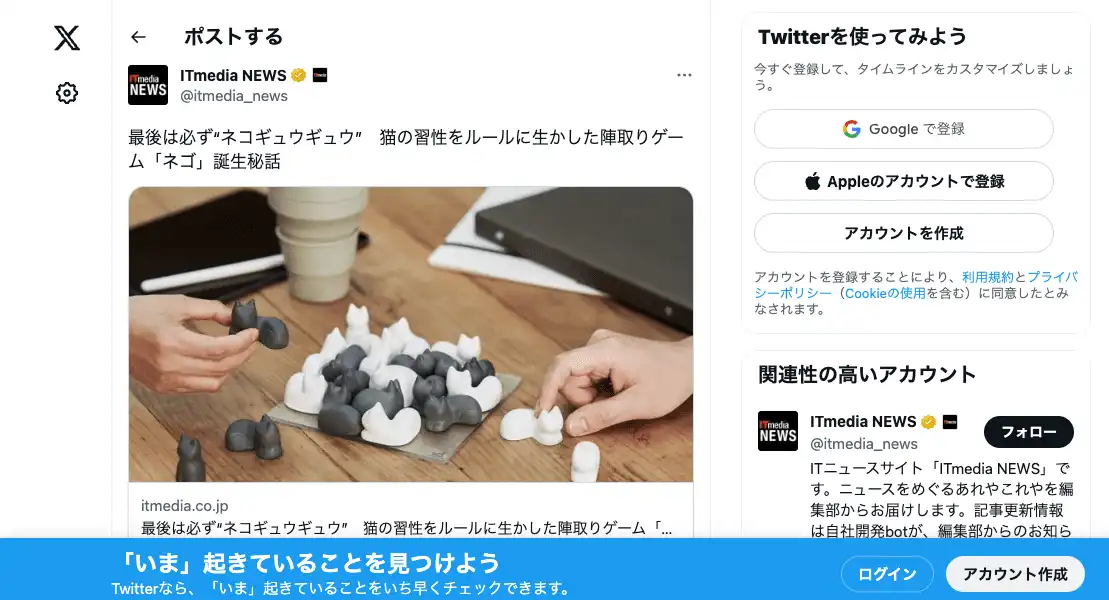 ポストする
ITmedia NEWS
@itmedia_news
最後は必ず“ネコギュウギュウ”　猫の習性をルールに生かした陣取りゲー
ム「ネゴ」誕生秘話
itmedia.co.jp
最後は必ず“ネコギュウギュウ”　猫の習性をルールに生かした陣取りゲーム「...
Twitterを使ってみよう
今すぐ登録して、タイムラインをカスタマイズしましょ
う。
Google で登録
Appleのアカウントで登録
アカウントを作成
アカウントを登録することにより、利用規約とプライバ
シーポリシー（Cookieの使用を含む）に同意したとみ
なされます。
関連性の高いアカウント
ITmedia NEWS
ITmedia NEWS
@itmedia_news
フォロー
ITニュースサイト「ITmedia NEWS」で
す。ニュースをめぐるあれやこれやを編
集部からお届けします。記事更新情報
は自社開発botが、編集部からのお知ら
「いま」起きていることを見つけよう
Twitterなら、「いま」起きていることをいち早くチェックできます。
ログイン
アカウント作成